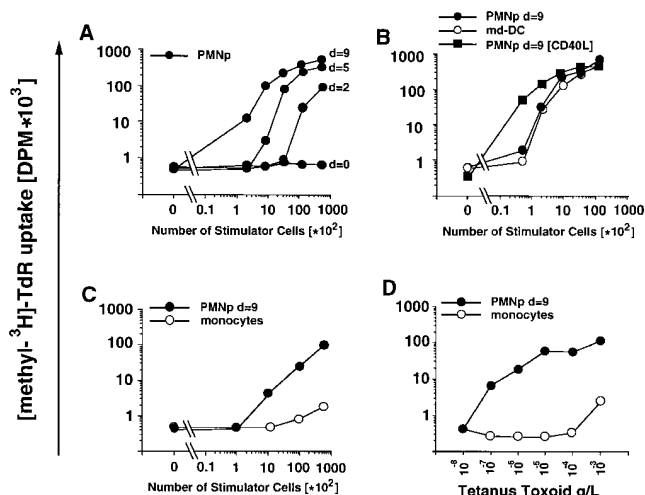 [methyl-³H]-TdR uptake [DPM*10³]
A
PMNp
1000
100
10
1
d=9
d=5
d=2
d=0
0 0.1 1 10 100 1000
Number of Stimulator Cells [*10²]
B
PMNp d=9
md-DC
PMNp d=9 [CD40L]
1000
100
10
1
0 0.1 1 10 100 1000
Number of Stimulator Cells [*10²]
C
PMNp d=9
monocytes
1000
100
10
1
0 0.1 1 10 100 1000
Number of Stimulator Cells [*10²]
D
PMNp d=9
monocytes
1000
100
10
1
10⁻⁸ 10⁻⁷ 10⁻⁶ 10⁻⁵ 10⁻⁴ 10⁻³
Tetanus Toxoid g/L